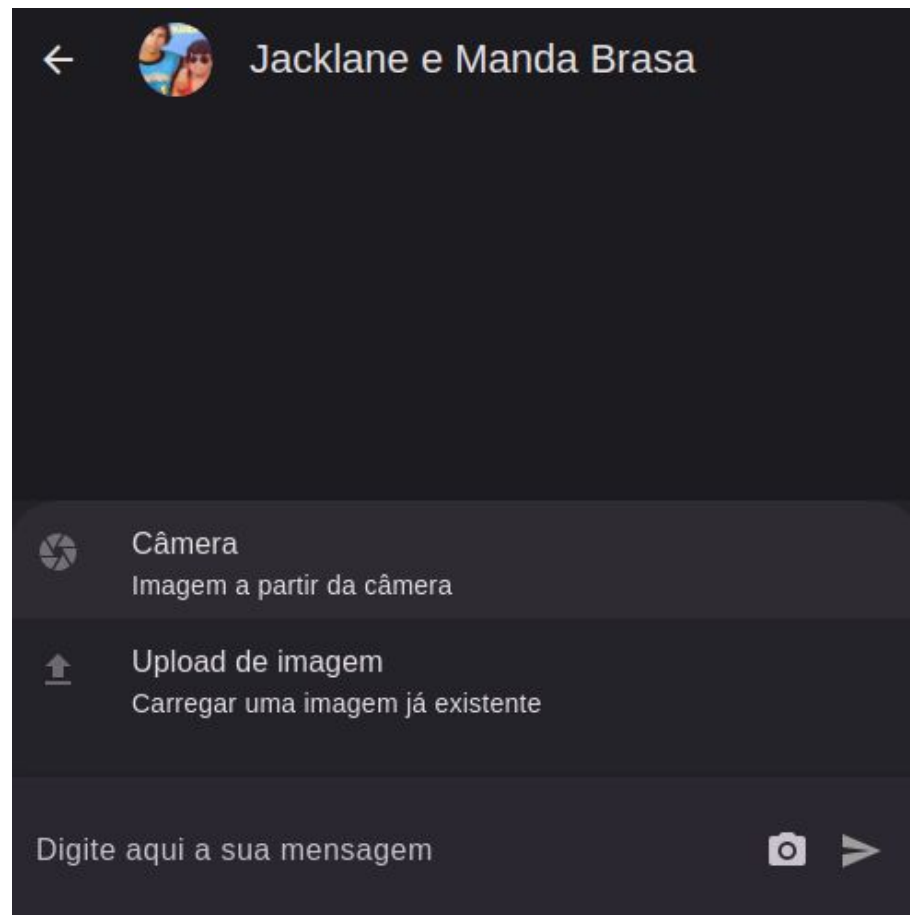 Jacklane e Manda Brasa
Câmera
Imagem a partir da câmera
Upload de imagem
Carregar uma imagem já existente
Digite aqui a sua mensagem